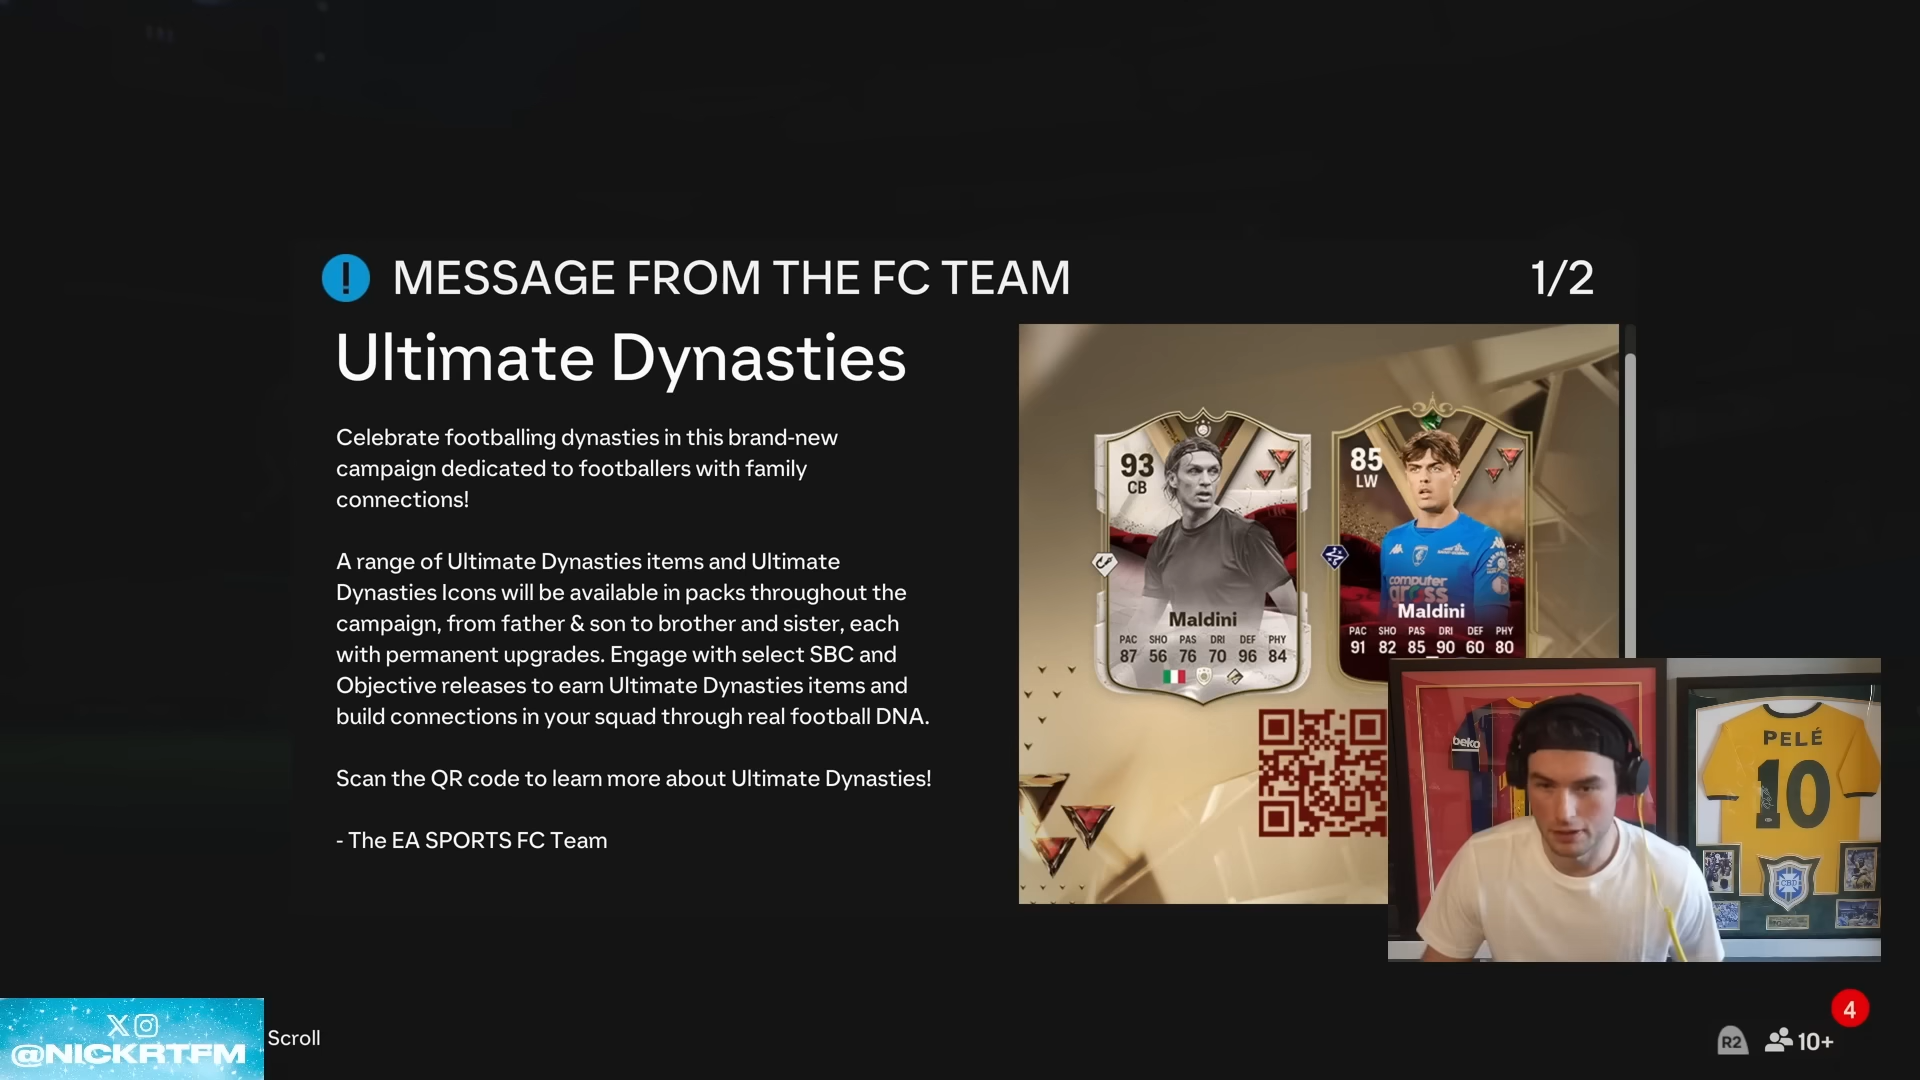 MESSAGE FROM THE FC TEAM
1/2
Ultimate Dynasties
Celebrate footballing dynasties in this brand-new
campaign dedicated to footballers with family
connections!
A range of Ultimate Dynasties items and Ultimate
Dynasties Icons will be available in packs throughout the
campaign, from father & son to brother and sister, each
with permanent upgrades. Engage with select SBC and
Objective releases to earn Ultimate Dynasties items and
build connections in your squad through real football DNA.
Scan the QR code to learn more about Ultimate Dynasties!
- The EA SPORTS FC Team
93
CB
Maldini
PAC SHO PAS DRI DEF PHY
87 56 76 70 96 84
85
LW
computer
gross
Maldini
PAC SHO PAS DRI DEF PHY
91 82 85 90 60 80
beko
PELÉ
10
CBD
@NICKRTFM
Scroll
R2
10+
4